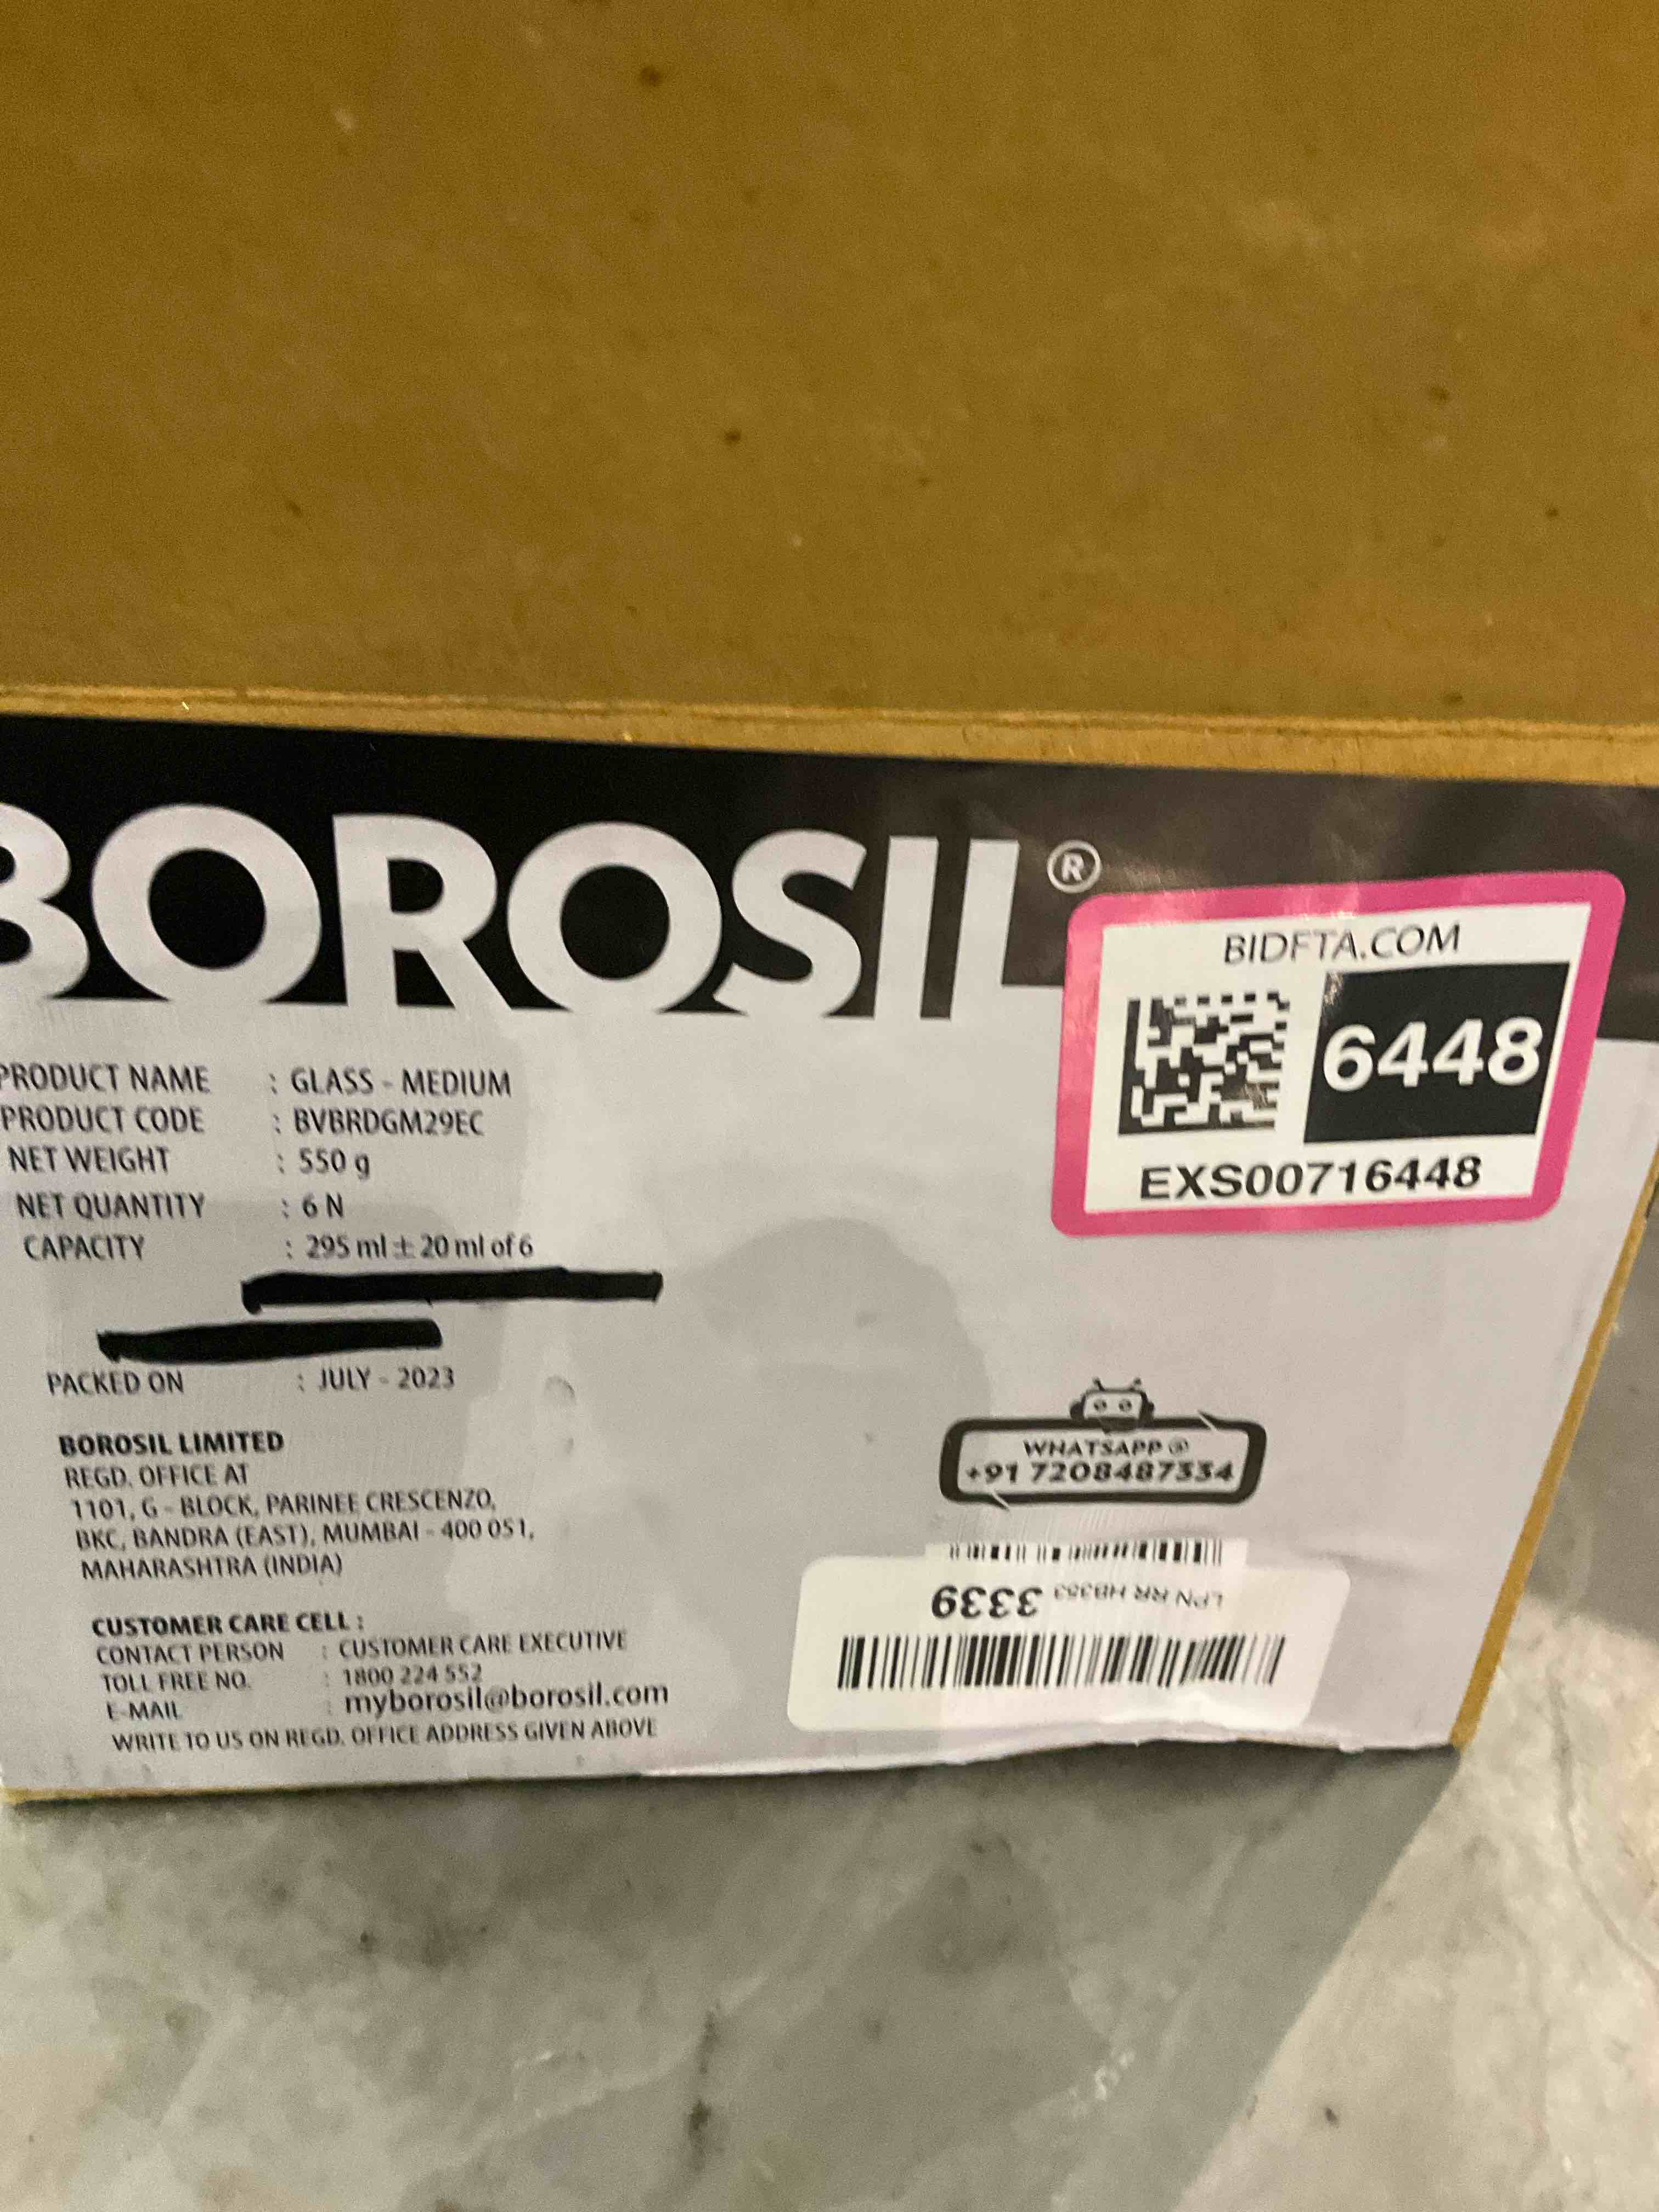 BOROSIL®
BIDFTA.COM
6448
EXS00716448
PRODUCT NAME : GLASS - MEDIUM
PRODUCT CODE : BVBRDGM29EC
NET WEIGHT : 550 g
NET QUANTITY : 6 N
CAPACITY : 295 ml ± 20 ml of 6
PACKED ON : JULY - 2023
BOROSIL LIMITED
REGD. OFFICE AT
1101, G - BLOCK, PARINEE CRESCENZO,
BKC, BANDRA (EAST), MUMBAI - 400 051,
MAHARASHTRA (INDIA)
CUSTOMER CARE CELL :
CONTACT PERSON : CUSTOMER CARE EXECUTIVE
TOLL FREE NO. : 1800 224 552
E-MAIL : myborosil@borosil.com
WRITE TO US ON REGD. OFFICE ADDRESS GIVEN ABOVE
WHATSAPP @
+91 7208487334
LPN RR HB353 3339